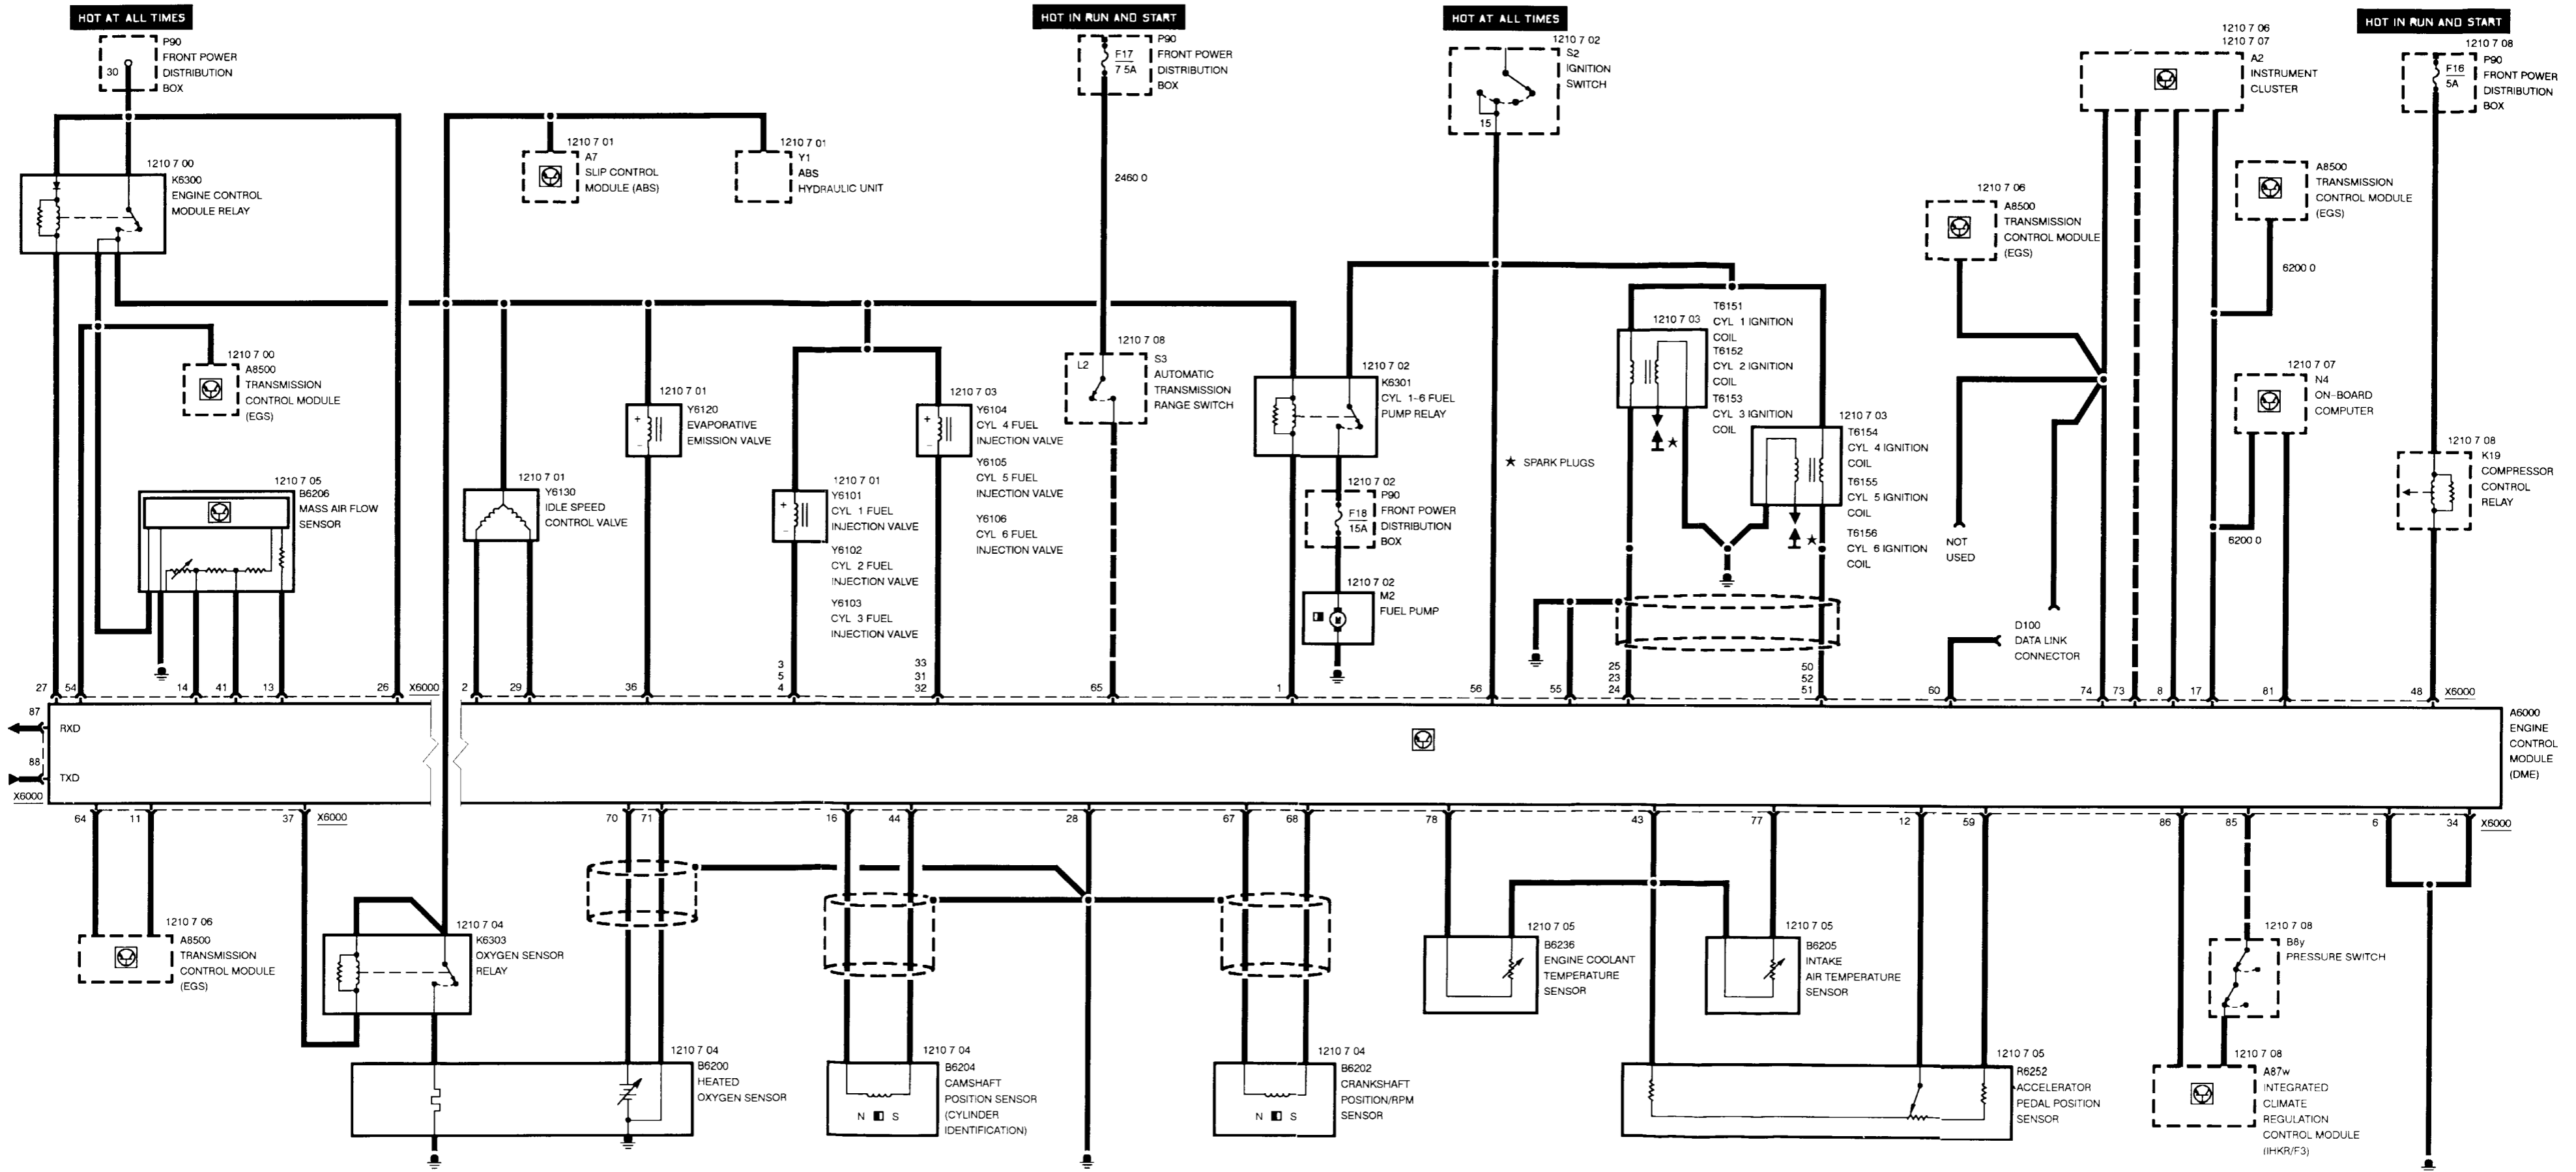 HOT AT ALL TIMES
P90
FRONT POWER
DISTRIBUTION
BOX
30
1210 7 00
K6300
ENGINE CONTROL
MODULE RELAY
1210 7 01
A7
SLIP CONTROL
MODULE (ABS)
1210 7 01
Y1
ABS
HYDRAULIC UNIT
HOT IN RUN AND START
F17
7 5A
P90
FRONT POWER
DISTRIBUTION
BOX
2460 0
HOT AT ALL TIMES
1210 7 02
S2
IGNITION
SWITCH
15
1210 7 06
1210 7 07
A2
INSTRUMENT
CLUSTER
HOT IN RUN AND START
1210 7 08
F16
5A
P90
FRONT POWER
DISTRIBUTION
BOX
1210 7 06
A8500
TRANSMISSION
CONTROL MODULE
(EGS)
A8500
TRANSMISSION
CONTROL MODULE
(EGS)
6200 0
1210 7 00
A8500
TRANSMISSION
CONTROL MODULE
(EGS)
1210 7 05
B6206
MASS AIR FLOW
SENSOR
1210 7 01
Y6130
IDLE SPEED
CONTROL VALVE
1210 7 01
Y6120
EVAPORATIVE
EMISSION VALVE
+
−
1210 7 01
Y6101
CYL 1 FUEL
INJECTION VALVE
Y6102
CYL 2 FUEL
INJECTION VALVE
Y6103
CYL 3 FUEL
INJECTION VALVE
+
−
1210 7 03
Y6104
CYL 4 FUEL
INJECTION VALVE
Y6105
CYL 5 FUEL
INJECTION VALVE
Y6106
CYL 6 FUEL
INJECTION VALVE
+
−
1210 7 08
L2
S3
AUTOMATIC
TRANSMISSION
RANGE SWITCH
1210 7 02
K6301
CYL 1-6 FUEL
PUMP RELAY
1210 7 02
F18
15A
P90
FRONT POWER
DISTRIBUTION
BOX
1210 7 02
M2
FUEL PUMP
M
★ SPARK PLUGS
1210 7 03
T6151
CYL 1 IGNITION
COIL
T6152
CYL 2 IGNITION
COIL
T6153
CYL 3 IGNITION
COIL
★
1210 7 03
T6154
CYL 4 IGNITION
COIL
T6155
CYL 5 IGNITION
COIL
T6156
CYL 6 IGNITION
COIL
★
NOT
USED
D100
DATA LINK
CONNECTOR
1210 7 07
N4
ON-BOARD
COMPUTER
6200 0
1210 7 08
K19
COMPRESSOR
CONTROL
RELAY
27 54 14 41 13 26 X6000 2 29 36
3
5
4
33
31
32
65 1 56 55
25
23
24
50
52
51
60 74 73 8 17 81 48 X6000
87
RXD
88
TXD
X6000
A6000
ENGINE
CONTROL
MODULE
(DME)
64 11 37 X6000 70 71 16 44 28 67 68 78 43 77 12 59 86 85 6 34 X6000
1210 7 06
A8500
TRANSMISSION
CONTROL MODULE
(EGS)
1210 7 04
K6303
OXYGEN SENSOR
RELAY
1210 7 04
B6200
HEATED
OXYGEN SENSOR
1210 7 04
B6204
CAMSHAFT
POSITION SENSOR
(CYLINDER
IDENTIFICATION)
N S
1210 7 04
B6202
CRANKSHAFT
POSITION/RPM
SENSOR
N S
1210 7 05
B6236
ENGINE COOLANT
TEMPERATURE
SENSOR
1210 7 05
B6205
INTAKE
AIR TEMPERATURE
SENSOR
1210 7 05
R6252
ACCELERATOR
PEDAL POSITION
SENSOR
1210 7 08
B8y
PRESSURE SWITCH
1210 7 08
A87w
INTEGRATED
CLIMATE
REGULATION
CONTROL MODULE
(IHKR/F3)